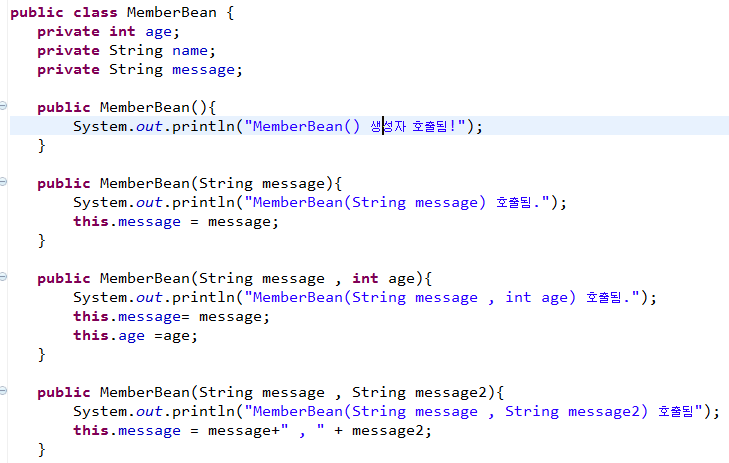 public class MemberBean {
private int age;
private String name;
private String message;
public MemberBean(){
System.out.println("MemberBean() 생성자 호출됨!");
}
public MemberBean(String message){
System.out.println("MemberBean(String message) 호출됨.");
this.message = message;
}
public MemberBean(String message , int age){
System.out.println("MemberBean(String message , int age) 호출됨.");
this.message= message;
this.age =age;
}
public MemberBean(String message , String message2){
System.out.println("MemberBean(String message , String message2) 호출됨");
this.message = message+" , " + message2;
}